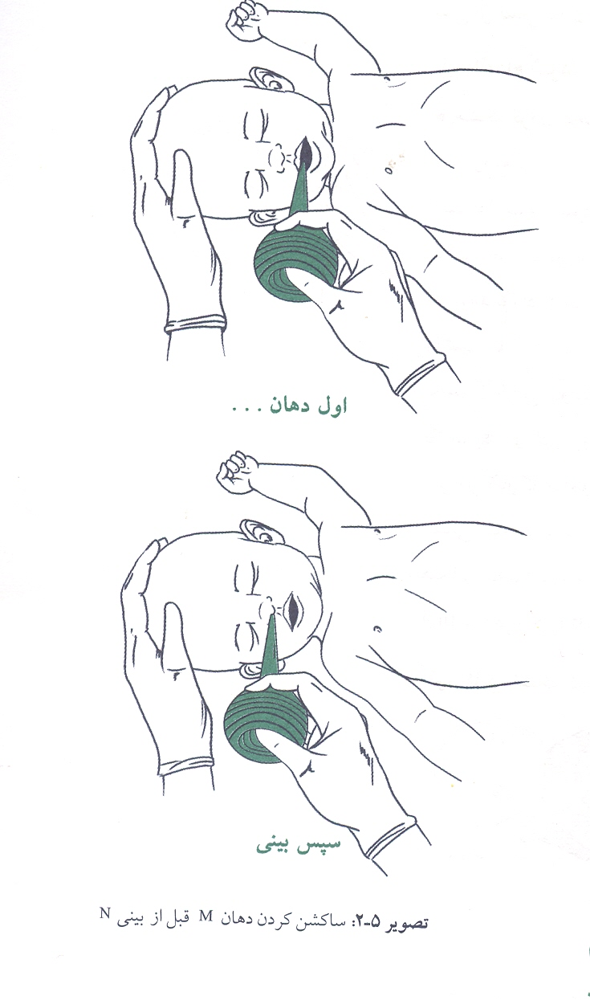 اول دهان . . .
سپس بینی
تصویر ۵-۲: ساکشن کردن دهان M قبل از بینی N